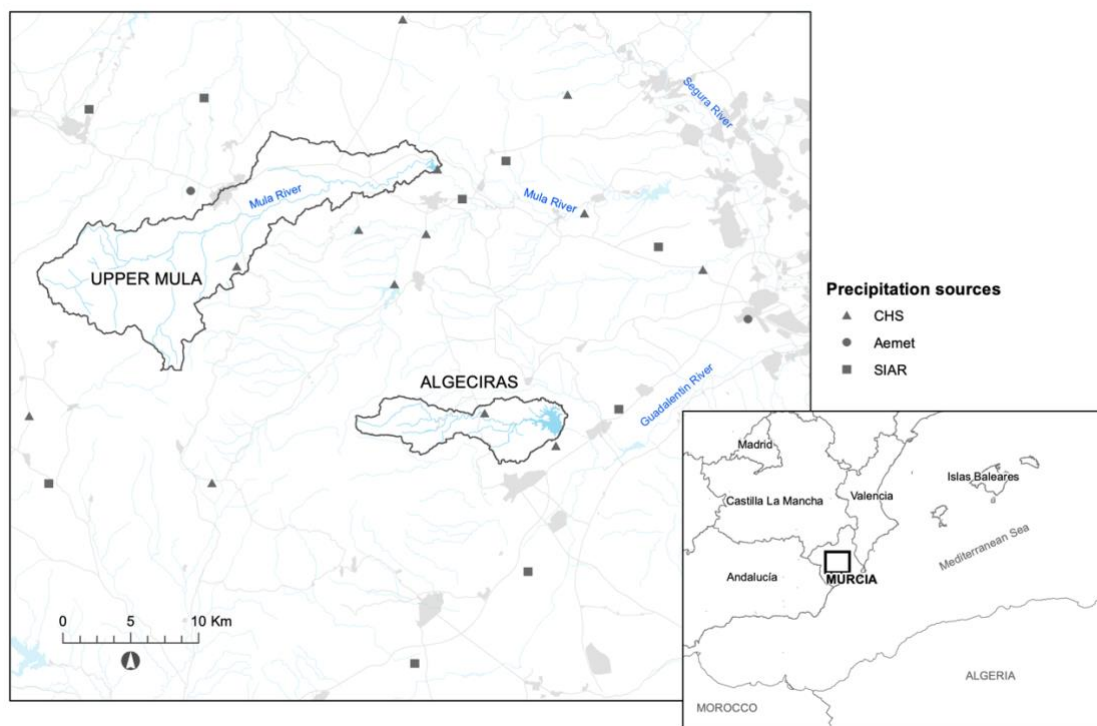 Segura River
Mula River
Mula River
UPPER MULA
ALGECIRAS
Guadalentin River
0 5 10 Km
Precipitation sources
CHS
Aemet
SIAR
Madrid
Islas Baleares
Castilla La Mancha
Valencia
Mediterranean Sea
Andalucía
MURCIA
ALGERIA
MOROCCO